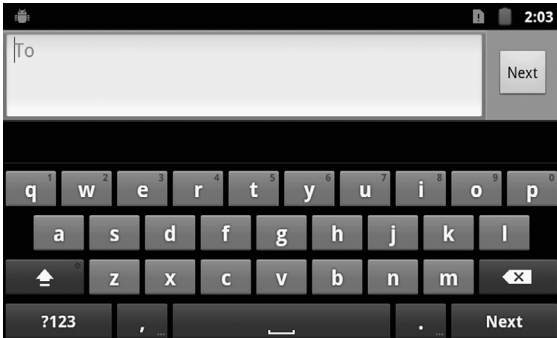 2:03
To
Next
q 1 w 2 e 3 r 4 t 5 y 6 u 7 i 8 o 9 p 0
a s d f g h j k l
z x c v b n m
?123 , ... . ... Next